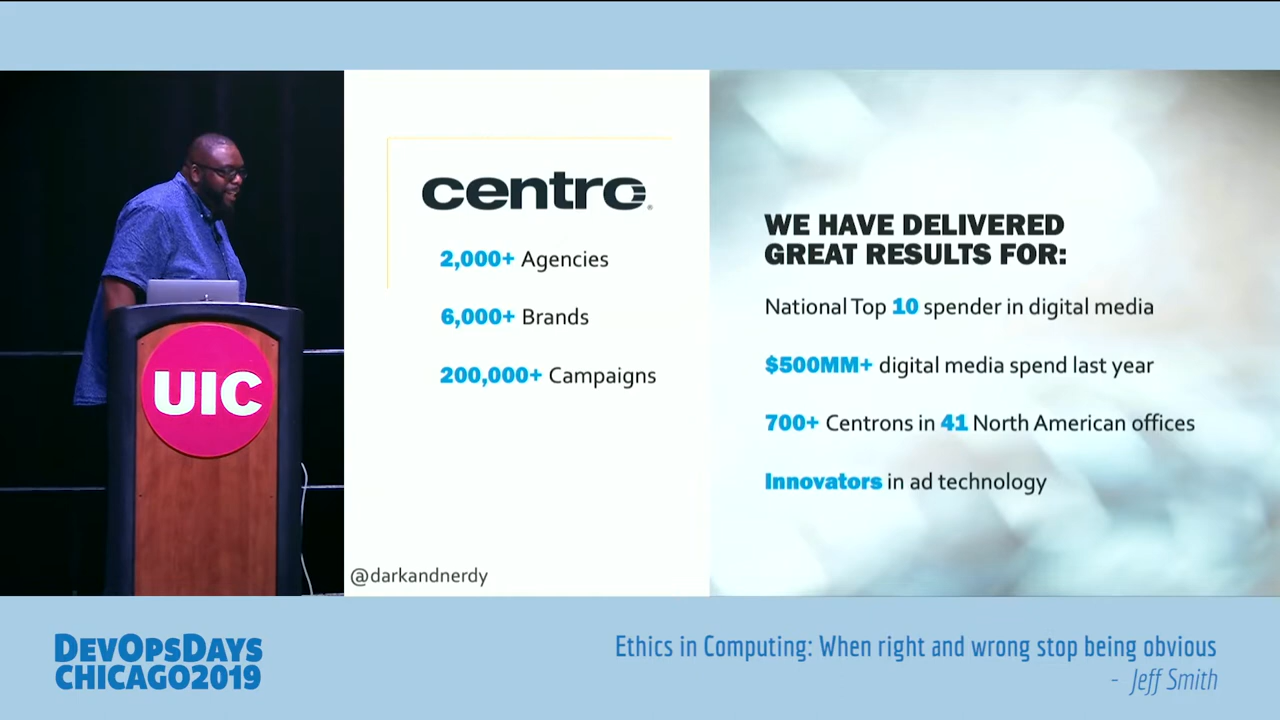 UIC
centro
2,000+ Agencies
6,000+ Brands
200,000+ Campaigns
@darkandnerdy
WE HAVE DELIVERED
GREAT RESULTS FOR:
National Top 10 spender in digital media
$500MM+ digital media spend last year
700+ Centrons in 41 North American offices
Innovators in ad technology
DEVOPSDAYS
CHICAGO2019
Ethics in Computing: When right and wrong stop being obvious
- Jeff Smith